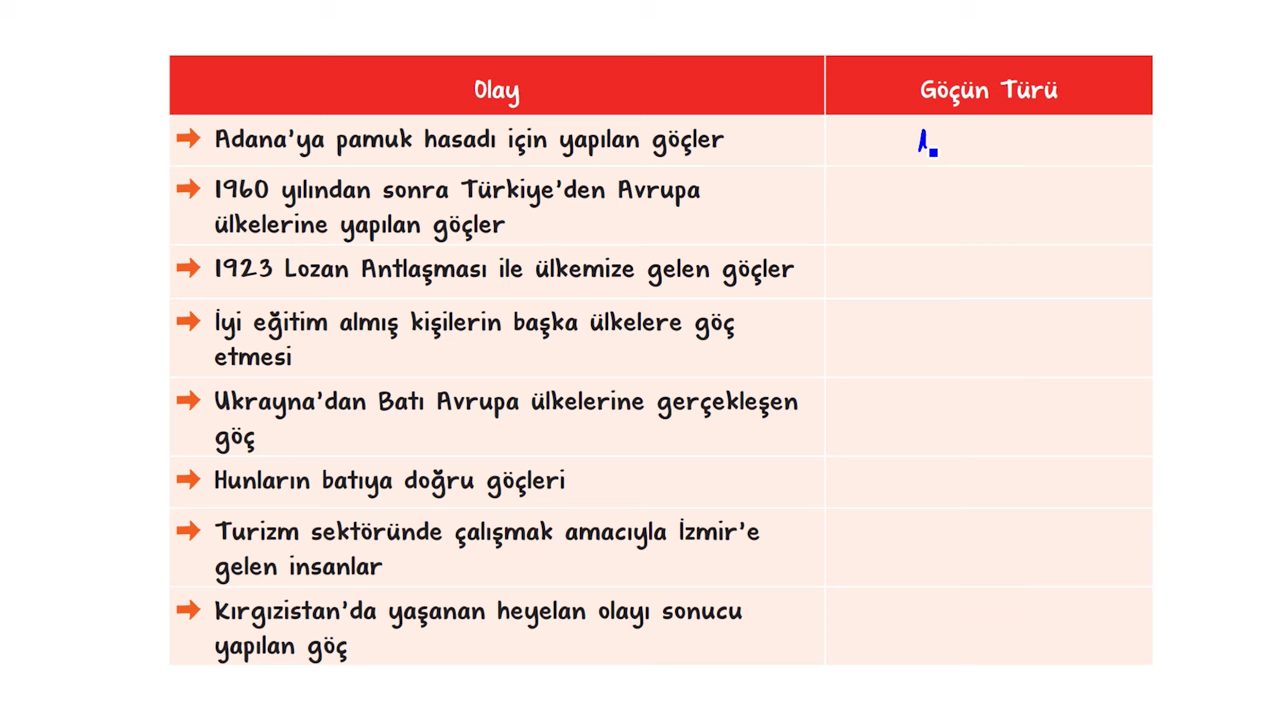 Olay
Göçün Türü
Adana'ya pamuk hasadı için yapılan göçler
1960 yılından sonra Türkiye'den Avrupa
ülkelerine yapılan göçler
1923 Lozan Antlaşması ile ülkemize gelen göçler
İyi eğitim almış kişilerin başka ülkelere göç
etmesi
Ukrayna'dan Batı Avrupa ülkelerine gerçekleşen
göç
Hunların batıya doğru göçleri
Turizm sektöründe çalışmak amacıyla İzmir'e
gelen insanlar
Kırgızistan'da yaşanan heyelan olayı sonucu
yapılan göç